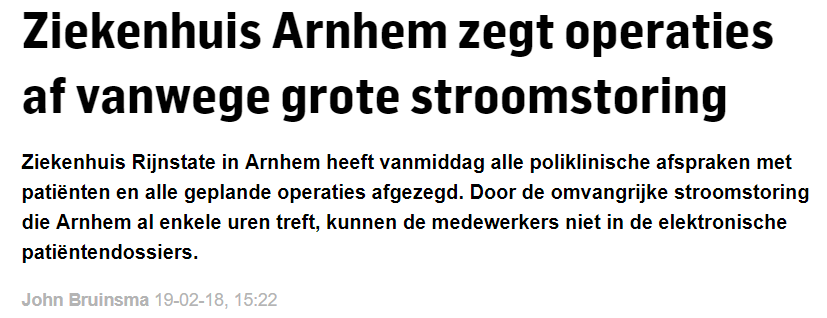 Ziekenhuis Arnhem zegt operaties
af vanwege grote stroomstoring
Ziekenhuis Rijnstate in Arnhem heeft vanmiddag alle poliklinische afspraken met
patiënten en alle geplande operaties afgezegd. Door de omvangrijke stroomstoring
die Arnhem al enkele uren treft, kunnen de medewerkers niet in de elektronische
patiëntendossiers.
John Bruinsma 19-02-18, 15:22